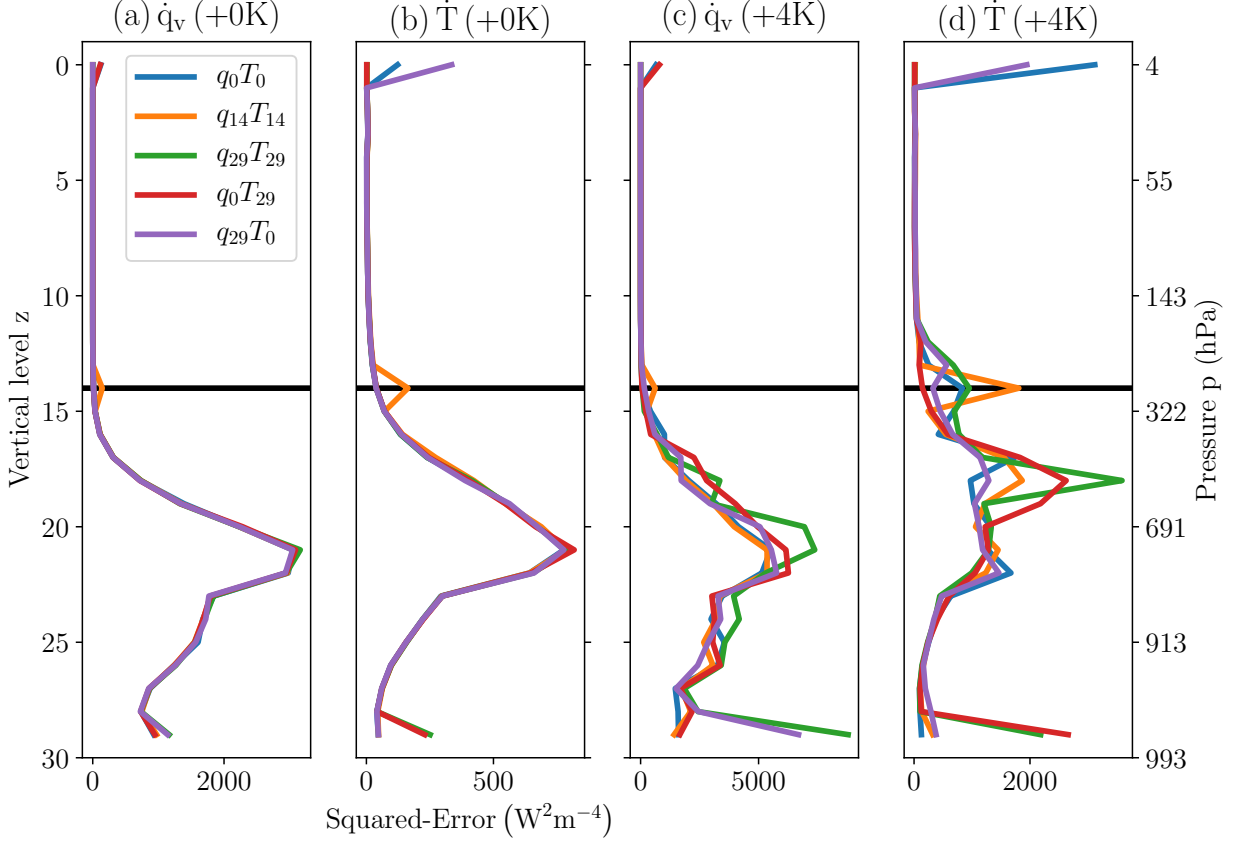 (a) q̇ᵥ (+0K)
(b) Ṫ (+0K)
(c) q̇ᵥ (+4K)
(d) Ṫ (+4K)
q₀T₀
q₁₄T₁₄
q₂₉T₂₉
q₀T₂₉
q₂₉T₀
Vertical level z
0
5
10
15
20
25
30
0
2000
0
500
0
5000
0
2000
4
55
143
322
691
913
993
Pressure p (hPa)
Squared-Error (W²m⁻⁴)